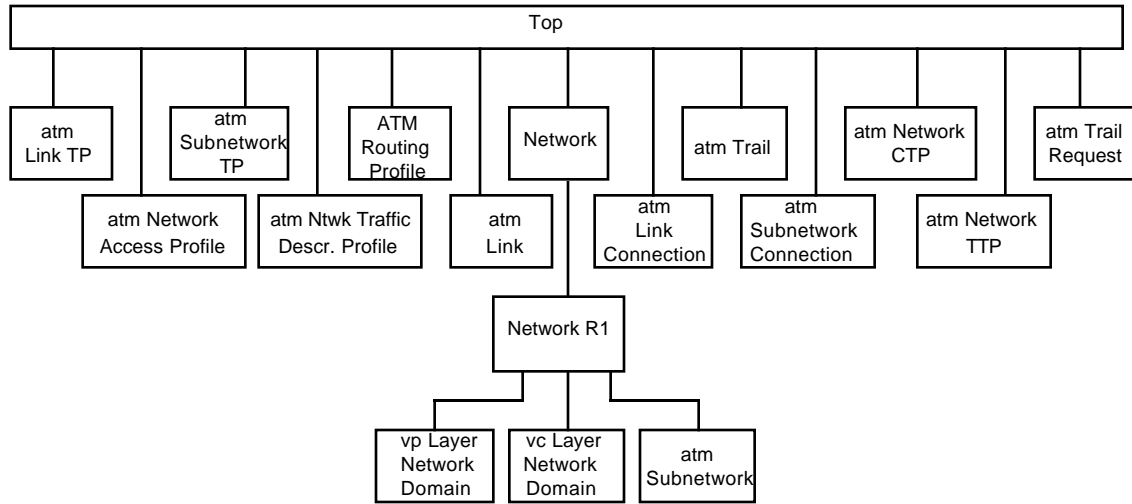 Top
atm
Link TP
atm
Subnetwork
TP
ATM
Routing
Profile
Network
atm Trail
atm Network
CTP
atm Trail
Request
atm Network
Access Profile
atm Ntwk Traffic
Descr. Profile
atm
Link
atm
Link
Connection
atm
Subnetwork
Connection
atm Network
TTP
Network R1
vp Layer
Network
Domain
vc Layer
Network
Domain
atm
Subnetwork